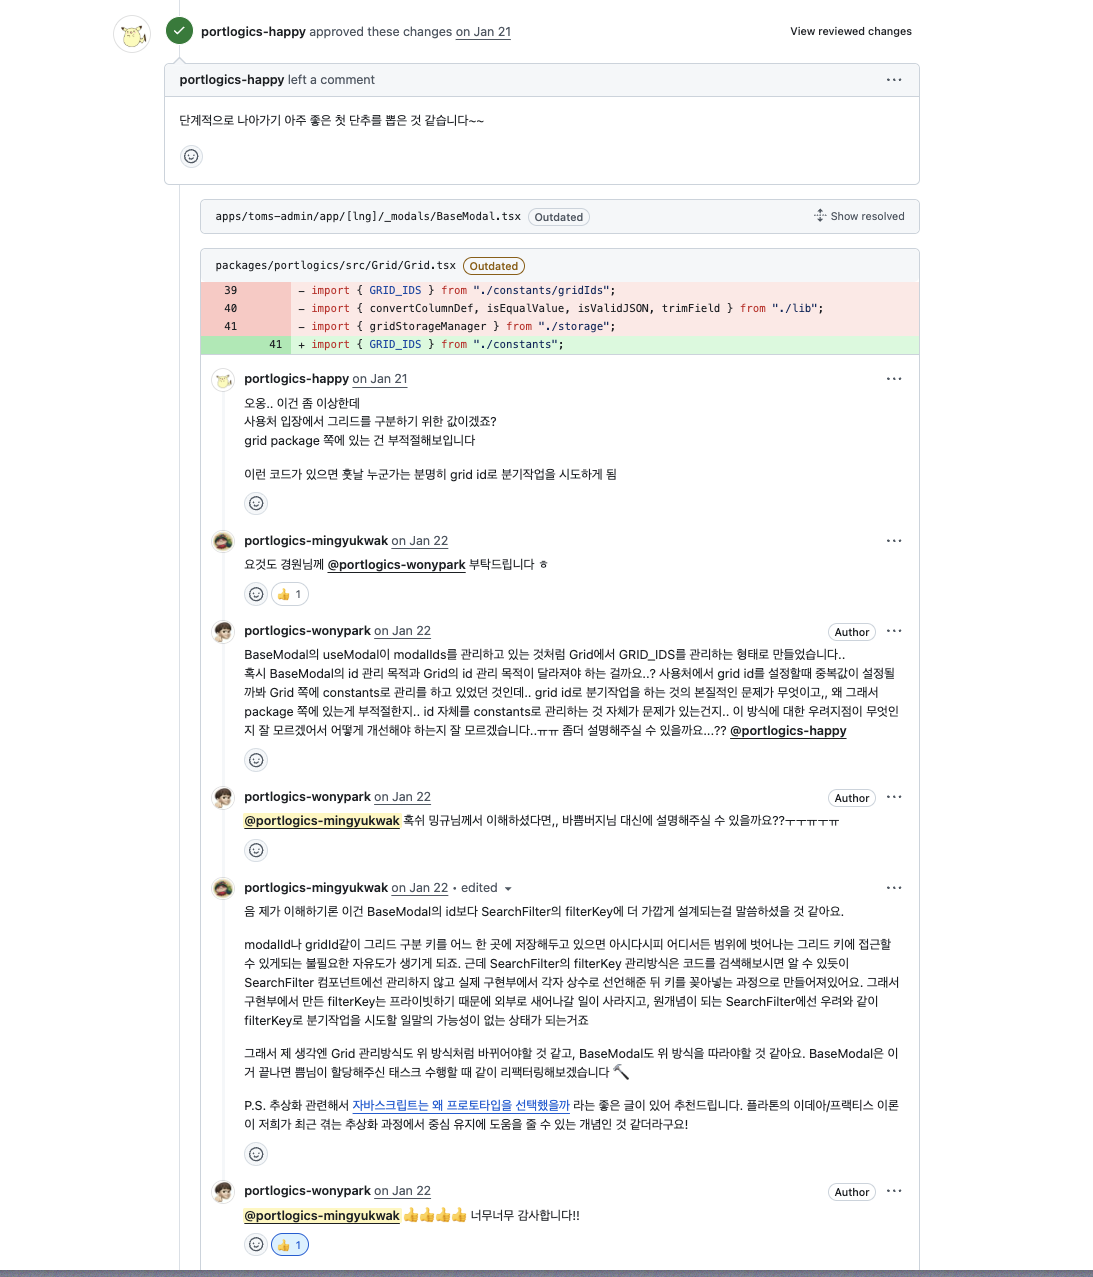 portlogics-happy approved these changes on Jan 21
View reviewed changes
portlogics-happy left a comment
단계적으로 나아가기 아주 좋은 첫 단추를 뽑은 것 같습니다~~
apps/toms-admin/app/[lng]/_modals/BaseModal.tsx Outdated
Show resolved
packages/portlogics/src/Grid/Grid.tsx Outdated
39 - import { GRID_IDS } from "./constants/gridIds";
40 - import { convertColumnDef, isEqualValue, isValidJSON, trimField } from "./lib";
41 - import { gridStorageManager } from "./storage";
41 + import { GRID_IDS } from "./constants";
portlogics-happy on Jan 21
오옹.. 이건 좀 이상한데
사용처 입장에서 그리드를 구분하기 위한 값이겠죠?
grid package 쪽에 있는 건 부적절해보입니다
이런 코드가 있으면 훗날 누군가는 분명히 grid id로 분기작업을 시도하게 됨
portlogics-mingyukwak on Jan 22
요것도 경원님께 @portlogics-wonypark 부탁드립니다 ㅎ
👍 1
portlogics-wonypark on Jan 22
Author
BaseModal의 useModal이 modalIds를 관리하고 있는 것처럼 Grid에서 GRID_IDS를 관리하는 형태로 만들었습니다..
혹시 BaseModal의 id 관리 목적과 Grid의 id 관리 목적이 달라져야 하는 걸까요..? 사용처에서 grid id를 설정할때 중복값이 설정될
까봐 Grid 쪽에 constants로 관리를 하고 있었던 것인데.. grid id로 분기작업을 하는 것의 본질적인 문제가 무엇이고,, 왜 그래서
package 쪽에 있는게 부적절한지.. id 자체를 constants로 관리하는 것 자체가 문제가 있는건지.. 이 방식에 대한 우려지점이 무엇인
지 잘 모르겠어서 어떻게 개선해야 하는지 잘 모르겠습니다..ㅠㅠ 좀더 설명해주실 수 있을까요...?? @portlogics-happy
portlogics-wonypark on Jan 22
Author
@portlogics-mingyukwak 혹쉬 밍규님께서 이해하셨다면,, 바쁨버지님 대신에 설명해주실 수 있을까요??ㅜㅜㅠㅜㅠ
portlogics-mingyukwak on Jan 22 • edited
음 제가 이해하기론 이건 BaseModal의 id보다 SearchFilter의 filterKey에 더 가깝게 설계되는걸 말씀하셨을 것 같아요.
modalId나 gridId같이 그리드 구분 키를 어느 한 곳에 저장해두고 있으면 아시다시피 어디서든 범위에 벗어나는 그리드 키에 접근할
수 있게되는 불필요한 자유도가 생기게 되죠. 근데 SearchFilter의 filterKey 관리방식은 코드를 검색해보시면 알 수 있듯이
SearchFilter 컴포넌트에선 관리하지 않고 실제 구현부에서 각자 상수로 선언해준 뒤 키를 꽂아넣는 과정으로 만들어져있어요. 그래서
구현부에서 만든 filterKey는 프라이빗하기 때문에 외부로 새어나갈 일이 사라지고, 원개념이 되는 SearchFilter에선 우려와 같이
filterKey로 분기작업을 시도할 일말의 가능성이 없는 상태가 되는거죠
그래서 제 생각엔 Grid 관리방식도 위 방식처럼 바뀌어야할 것 같고, BaseModal도 위 방식을 따라야할 것 같아요. BaseModal은 이
거 끝나면 쁨님이 할당해주신 태스크 수행할 때 같이 리팩터링해보겠습니다 🔨
P.S. 추상화 관련해서 자바스크립트는 왜 프로토타입을 선택했을까 라는 좋은 글이 있어 추천드립니다. 플라톤의 이데아/프랙티스 이론
이 저희가 최근 겪는 추상화 과정에서 중심 유지에 도움을 줄 수 있는 개념인 것 같더라구요!
portlogics-wonypark on Jan 22
Author
@portlogics-mingyukwak 👍👍👍👍 너무너무 감사합니다!!
👍 1